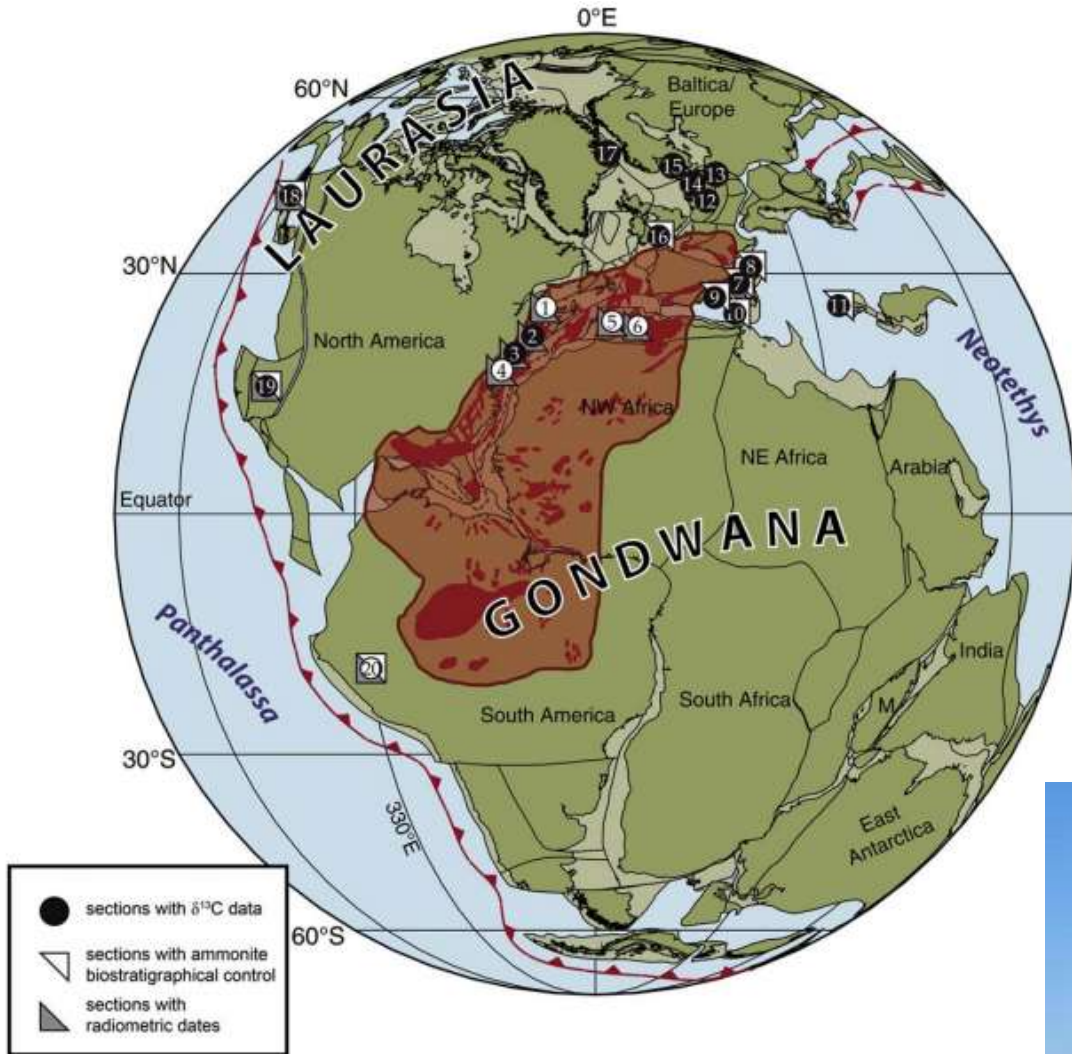 0°E
60°N
LAURASIA
Baltica/
Europe
17
15
13
14
12
18
16
30°N
8
7
9
10
11
1
5
6
2
3
4
North America
19
Neotethys
NW Africa
NE Africa
Arabia
Equator
GONDWANA
Panthalassa
20
India
South America
South Africa
M
30°S
330°E
East
Antarctica
60°S
sections with δ¹³C data
sections with ammonite
biostratigraphical control
sections with
radiometric dates